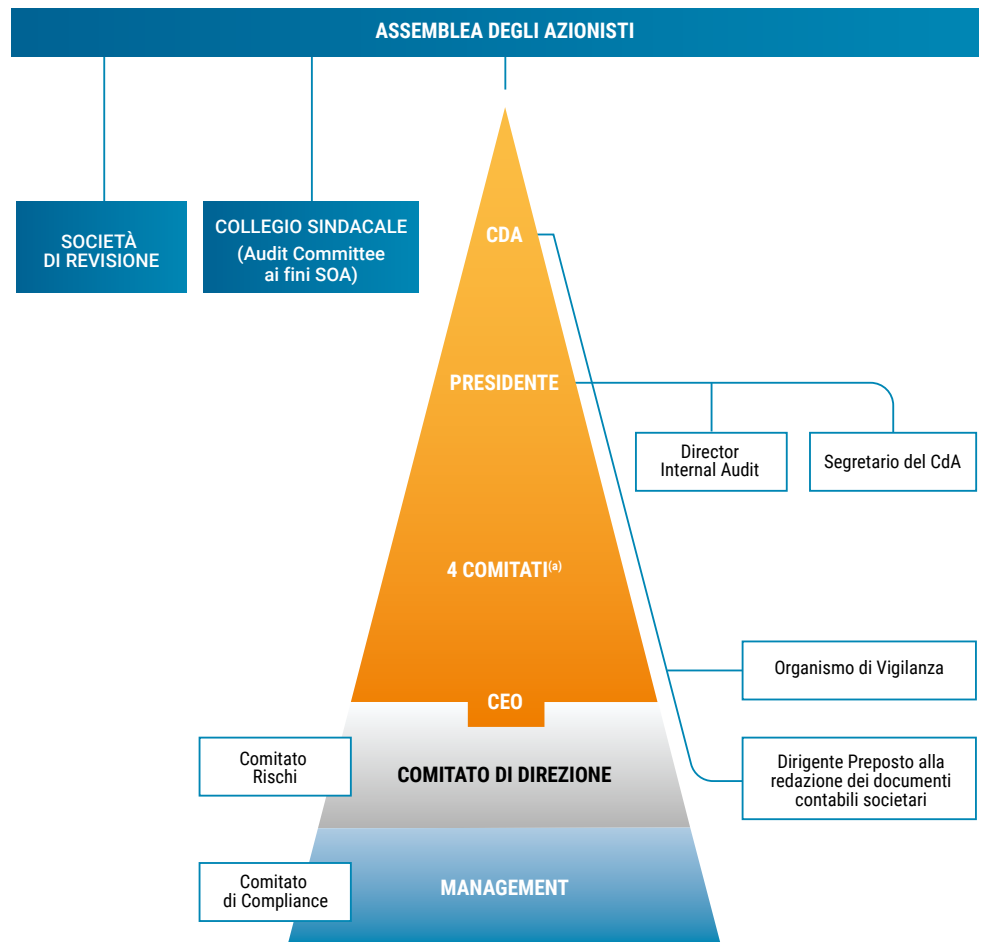 ASSEMBLEA DEGLI AZIONISTI
SOCIETÀ
DI REVISIONE
COLLEGIO SINDACALE
(Audit Committee
ai fini SOA)
CDA
PRESIDENTE
Director
Internal Audit
Segretario del CdA
4 COMITATI(a)
Organismo di Vigilanza
CEO
Comitato
Rischi
COMITATO DI DIREZIONE
Dirigente Preposto alla
redazione dei documenti
contabili societari
Comitato
di Compliance
MANAGEMENT